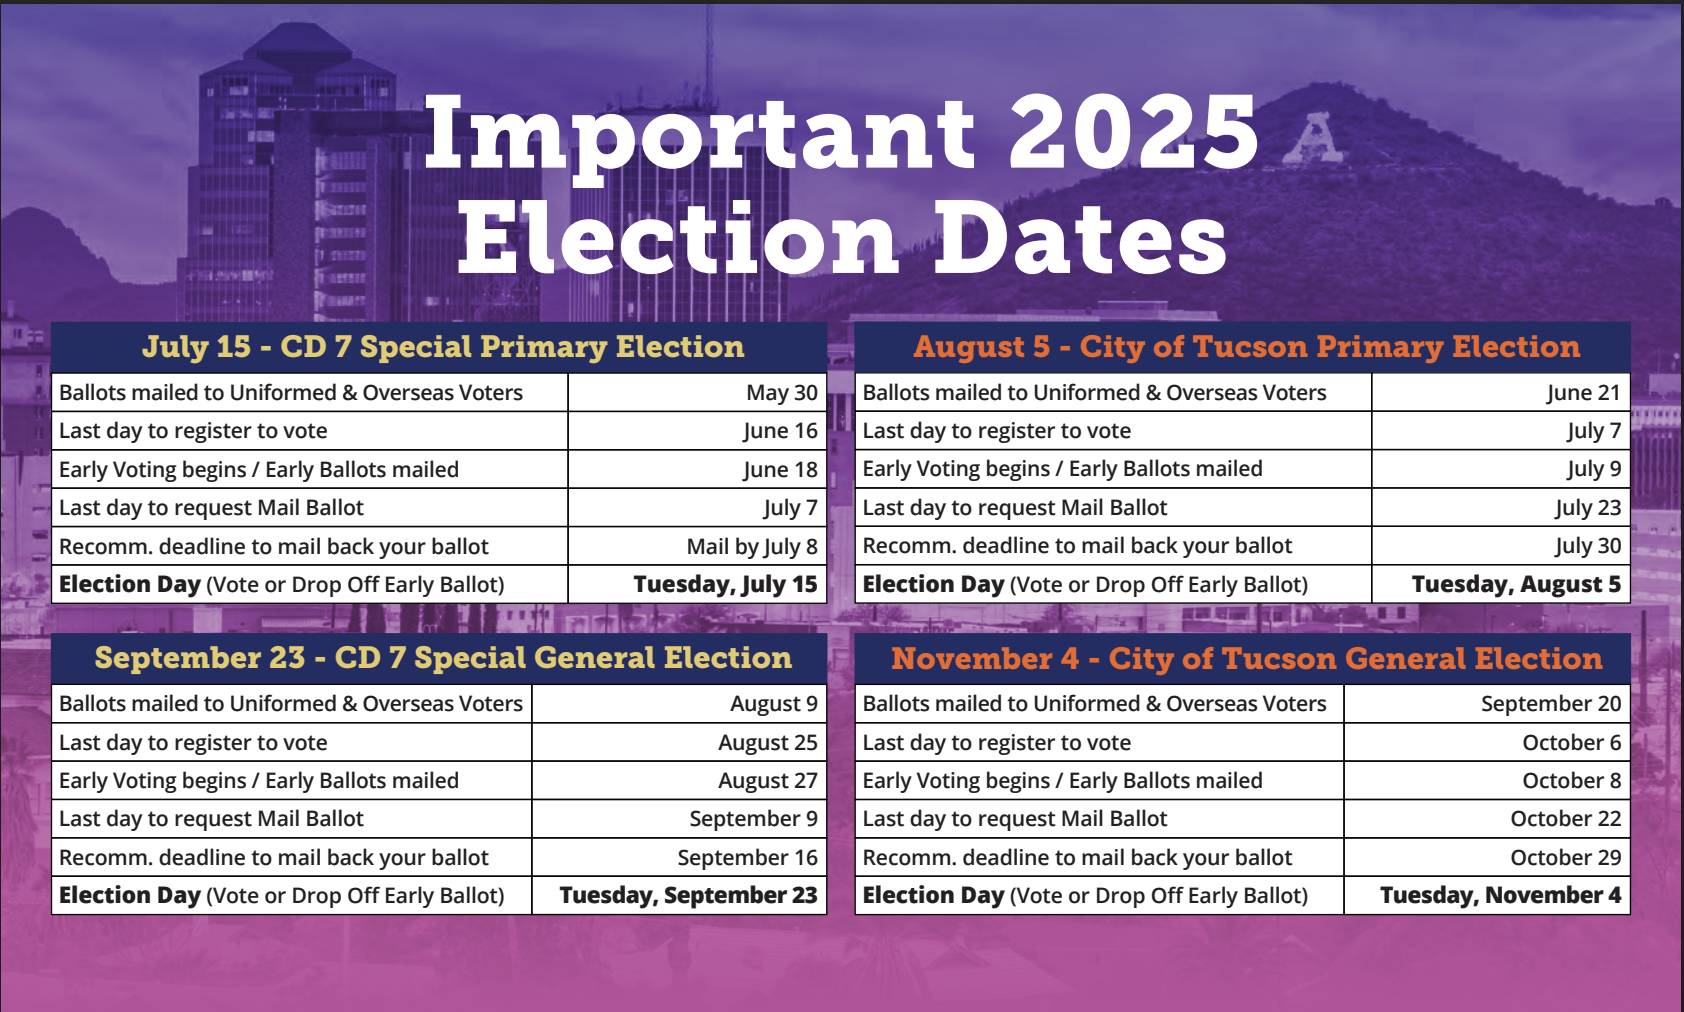 Important 2025
Election Dates
A
July 15 - CD 7 Special Primary Election
Ballots mailed to Uniformed & Overseas Voters May 30
Last day to register to vote June 16
Early Voting begins / Early Ballots mailed June 18
Last day to request Mail Ballot July 7
Recomm. deadline to mail back your ballot Mail by July 8
Election Day (Vote or Drop Off Early Ballot) Tuesday, July 15
August 5 - City of Tucson Primary Election
Ballots mailed to Uniformed & Overseas Voters June 21
Last day to register to vote July 7
Early Voting begins / Early Ballots mailed July 9
Last day to request Mail Ballot July 23
Recomm. deadline to mail back your ballot July 30
Election Day (Vote or Drop Off Early Ballot) Tuesday, August 5
September 23 - CD 7 Special General Election
Ballots mailed to Uniformed & Overseas Voters August 9
Last day to register to vote August 25
Early Voting begins / Early Ballots mailed August 27
Last day to request Mail Ballot September 9
Recomm. deadline to mail back your ballot September 16
Election Day (Vote or Drop Off Early Ballot) Tuesday, September 23
November 4 - City of Tucson General Election
Ballots mailed to Uniformed & Overseas Voters September 20
Last day to register to vote October 6
Early Voting begins / Early Ballots mailed October 8
Last day to request Mail Ballot October 22
Recomm. deadline to mail back your ballot October 29
Election Day (Vote or Drop Off Early Ballot) Tuesday, November 4